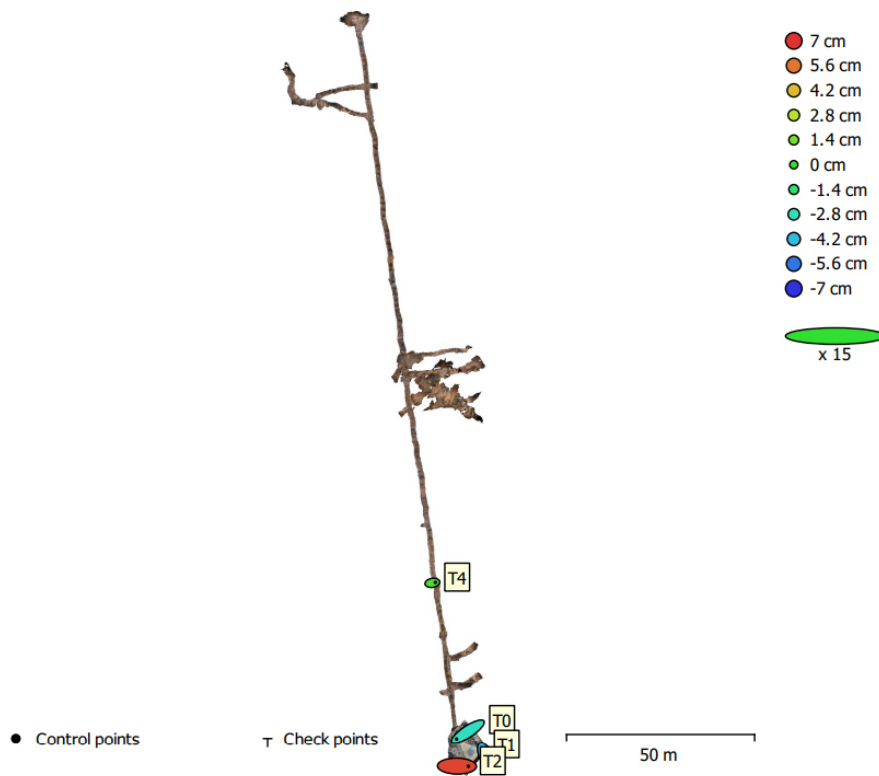 7 cm
5.6 cm
4.2 cm
2.8 cm
1.4 cm
0 cm
-1.4 cm
-2.8 cm
-4.2 cm
-5.6 cm
-7 cm
x 15
T4
T0
T1
T2
Control points
T Check points
50 m